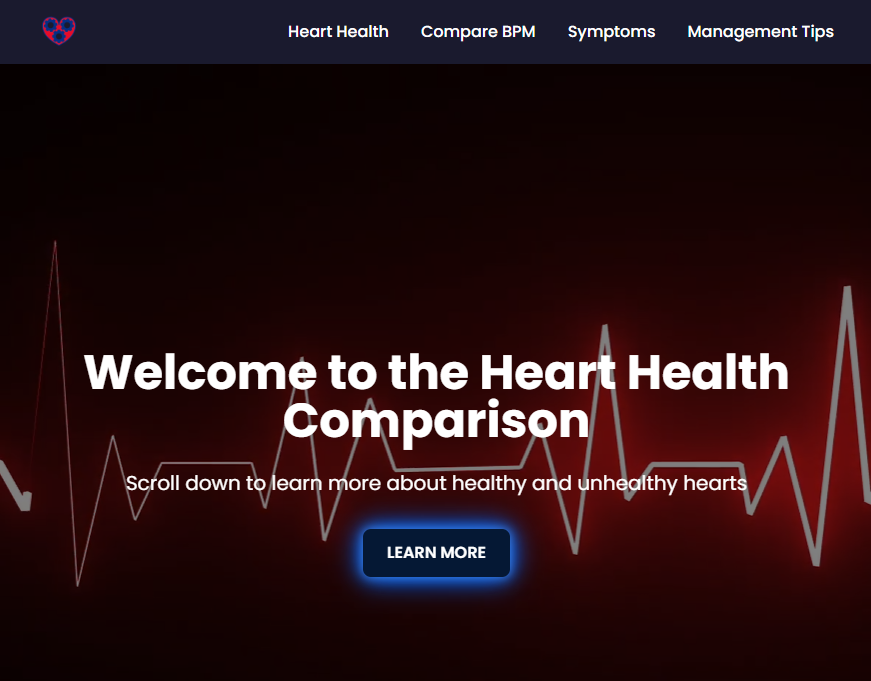 Heart Health
Compare BPM
Symptoms
Management Tips
Welcome to the Heart Health
Comparison
Scroll down to learn more about healthy and unhealthy hearts
LEARN MORE